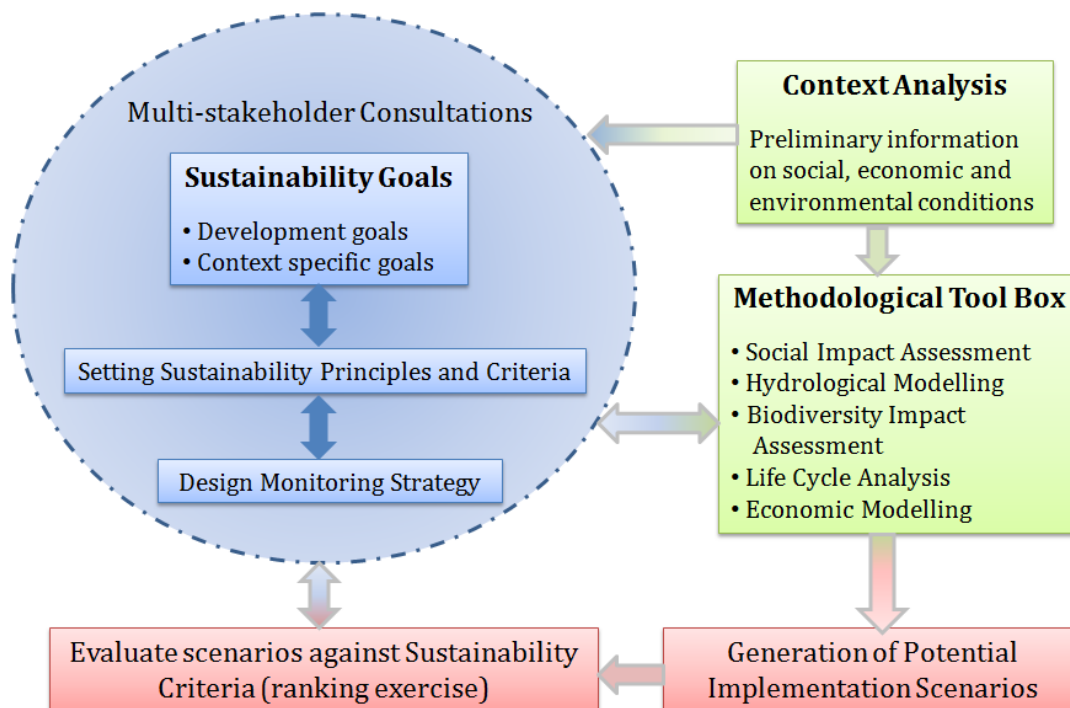 Multi-stakeholder Consultations
Sustainability Goals
• Development goals
• Context specific goals
Setting Sustainability Principles and Criteria
Design Monitoring Strategy
Context Analysis
Preliminary information
on social, economic and
environmental conditions
Methodological Tool Box
• Social Impact Assessment
• Hydrological Modelling
• Biodiversity Impact
Assessment
• Life Cycle Analysis
• Economic Modelling
Evaluate scenarios against Sustainability
Criteria (ranking exercise)
Generation of Potential
Implementation Scenarios